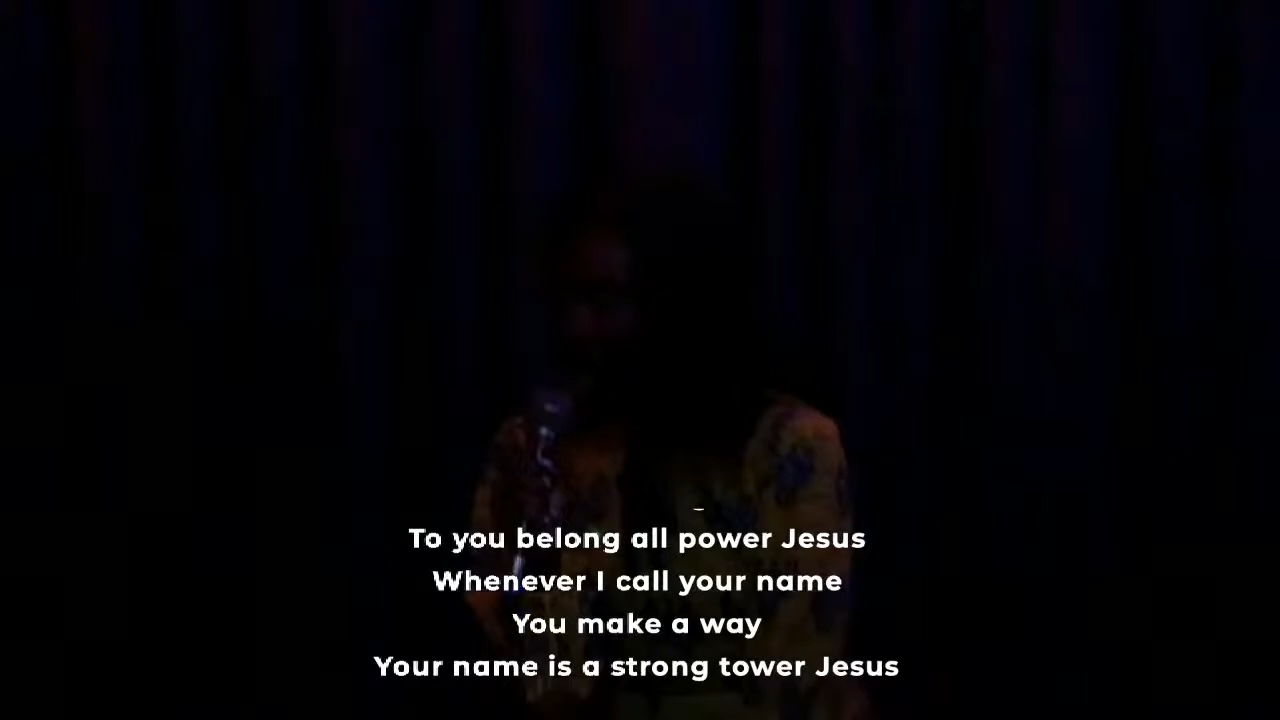 To you belong all power Jesus
Whenever I call your name
You make a way
Your name is a strong tower Jesus